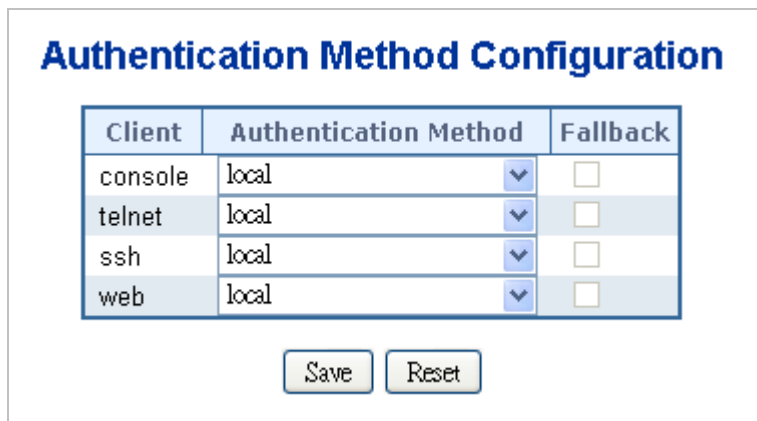 Authentication Method Configuration
Client Authentication Method Fallback
console local
telnet local
ssh local
web local
Save Reset